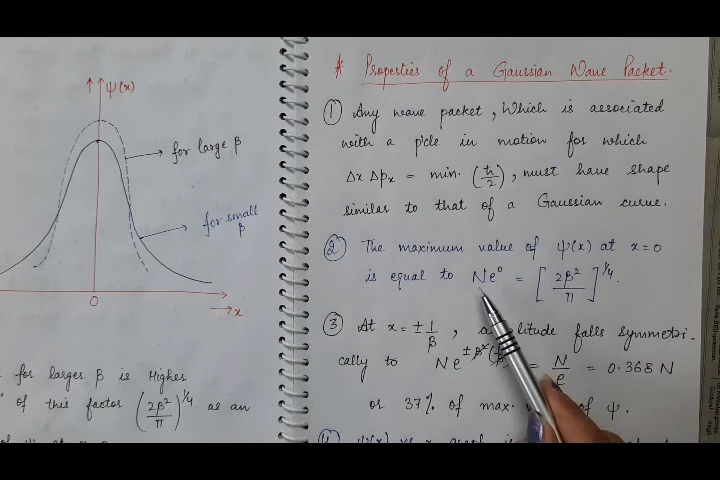 ψ(x)
for large β
for small β
0
x
for larger β is Higher
of this factor (2β²/π)^1/4 as an
* Properties of a Gaussian Wave Packet.
① Any wave packet, Which is associated
with a p'cle in motion for which
Δx Δpx = min. (ħ/2), must have shape
similar to that of a Gaussian curve.
② The maximum value of ψ(x) at x=0
is equal to Ne⁰ = [2β²/π]^1/4.
③ At x = ± 1/β, falls symmetri-
cally to Ne = N/e = 0.368 N
or 37% of max. of ψ.